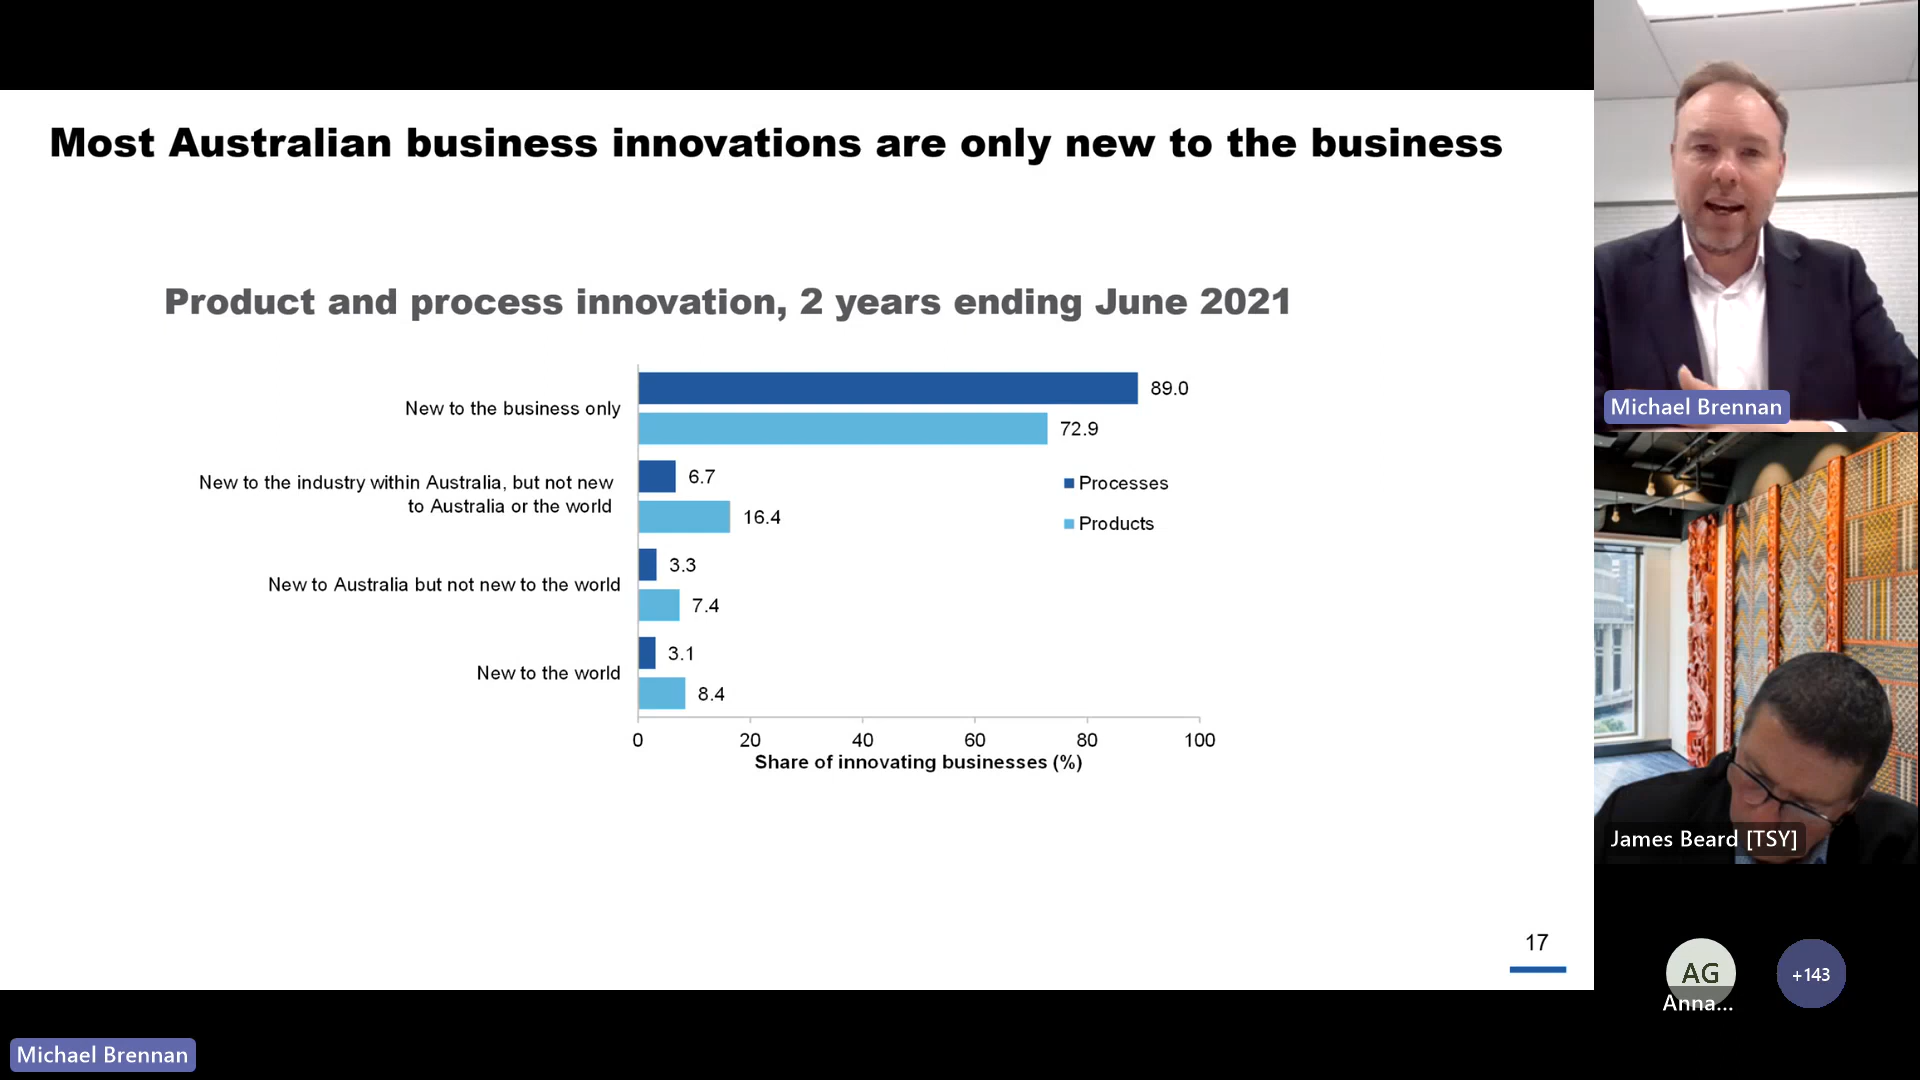 Most Australian business innovations are only new to the business
Product and process innovation, 2 years ending June 2021
New to the business only
89.0
72.9
New to the industry within Australia, but not new
to Australia or the world
6.7
16.4
New to Australia but not new to the world
3.3
7.4
New to the world
3.1
8.4
Processes
Products
0 20 40 60 80 100
Share of innovating businesses (%)
17
Michael Brennan
James Beard [TSY]
AG
Anna...
+143
Michael Brennan